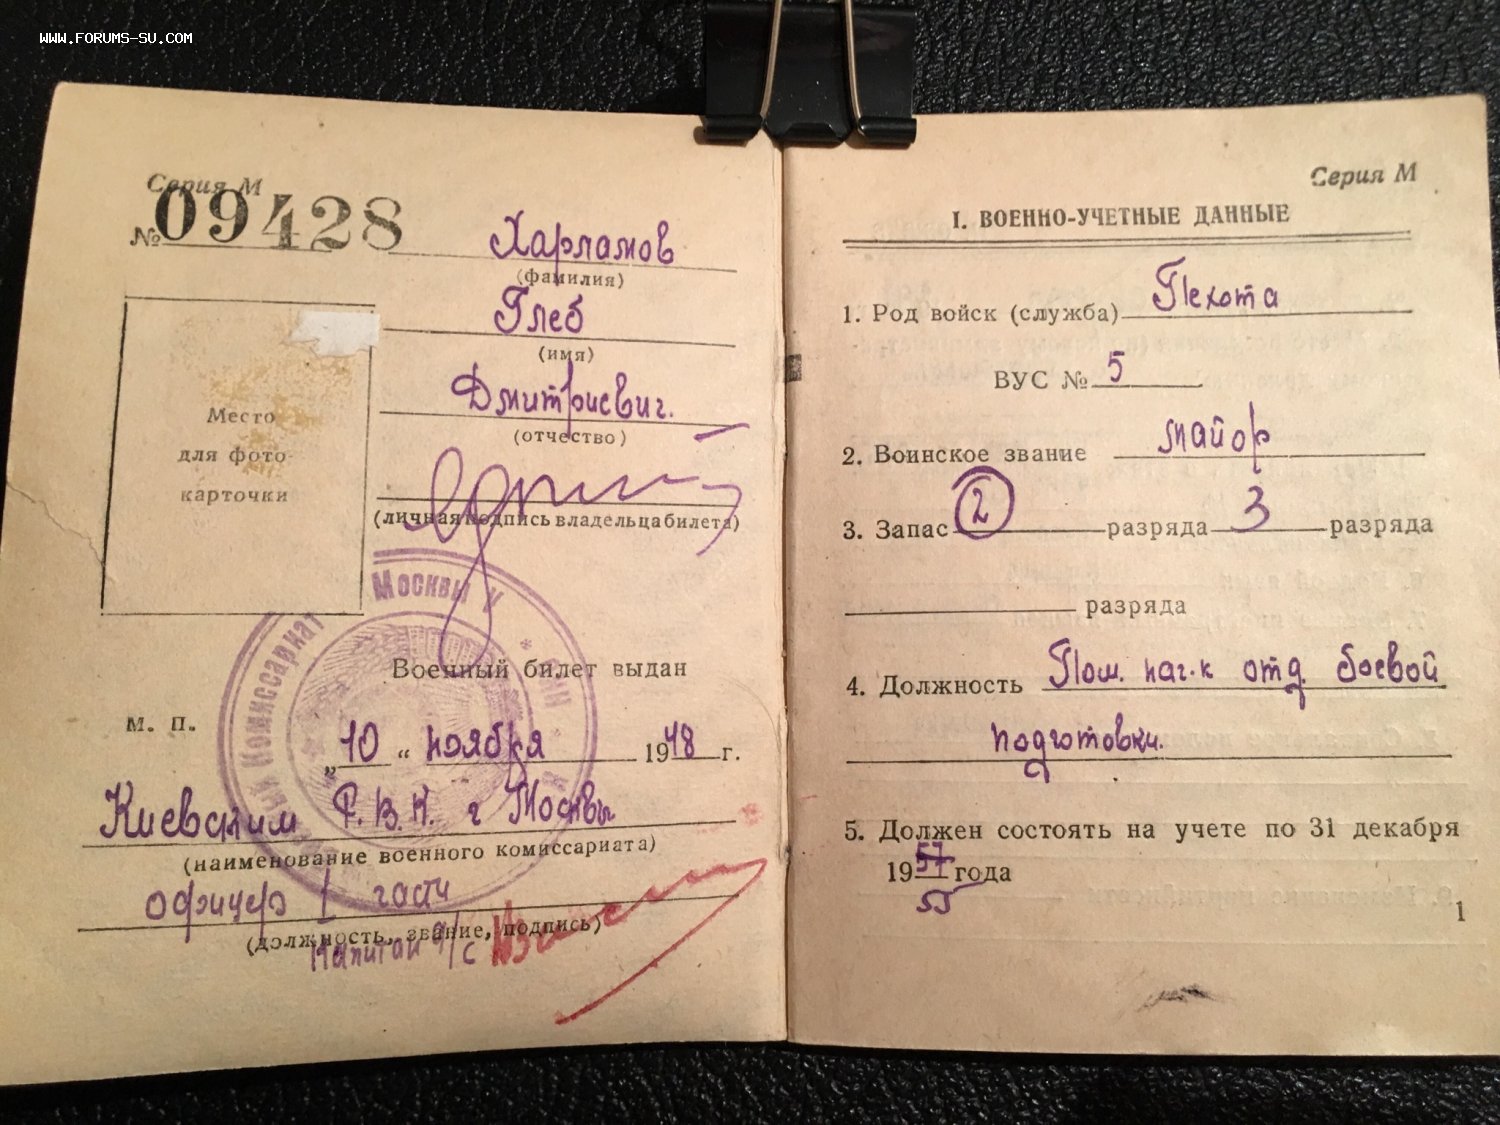 WWW.FORUMS-SU.COM
Серия М
№ 09428
Харламов
(фамилия)
Глеб
(имя)
Дмитриевич.
(отчество)
Место
для фото-
карточки
(личная подпись владельца билета)
Москвы
Комиссариат
Военный билет выдан
М. П.
„10“ ноября 1948 г.
Киевским Р.В.К. г Москвы
(наименование военного комиссариата)
офицер 1 части
(должность, звание, подпись)
Капитан а/с
Серия М
I. ВОЕННО-УЧЕТНЫЕ ДАННЫЕ
1. Род войск (служба) Пехота
ВУС № 5
2. Воинское звание майор
3. Запас 2 разряда 3 разряда
разряда
4. Должность Пом. нач-к отд. боевой
подготовки.
5. Должен состоять на учете по 31 декабря
1957 года
55
1